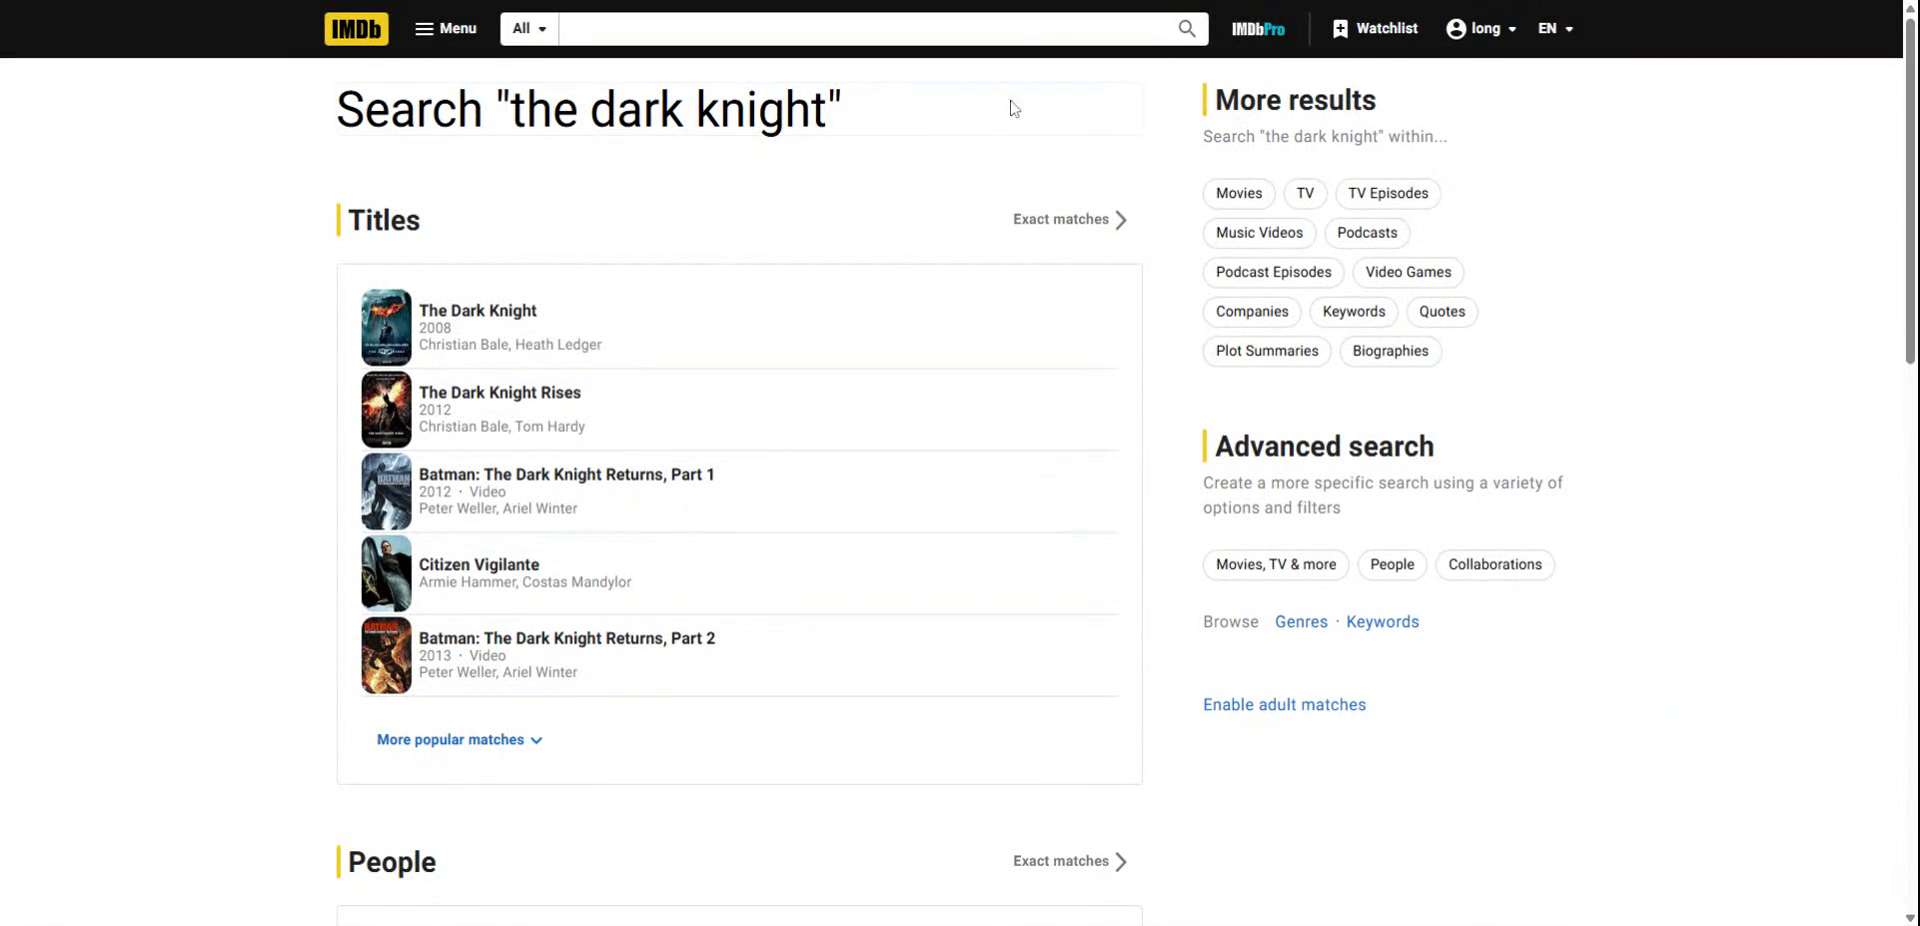 IMDb Menu All IMDbPro Watchlist long EN
Search "the dark knight"
Titles
Exact matches
The Dark Knight
2008
Christian Bale, Heath Ledger
The Dark Knight Rises
2012
Christian Bale, Tom Hardy
Batman: The Dark Knight Returns, Part 1
2012 · Video
Peter Weller, Ariel Winter
Citizen Vigilante
Armie Hammer, Costas Mandylor
Batman: The Dark Knight Returns, Part 2
2013 · Video
Peter Weller, Ariel Winter
More popular matches
People
Exact matches
More results
Search "the dark knight" within...
Movies TV TV Episodes
Music Videos Podcasts
Podcast Episodes Video Games
Companies Keywords Quotes
Plot Summaries Biographies
Advanced search
Create a more specific search using a variety of
options and filters
Movies, TV & more People Collaborations
Browse Genres · Keywords
Enable adult matches